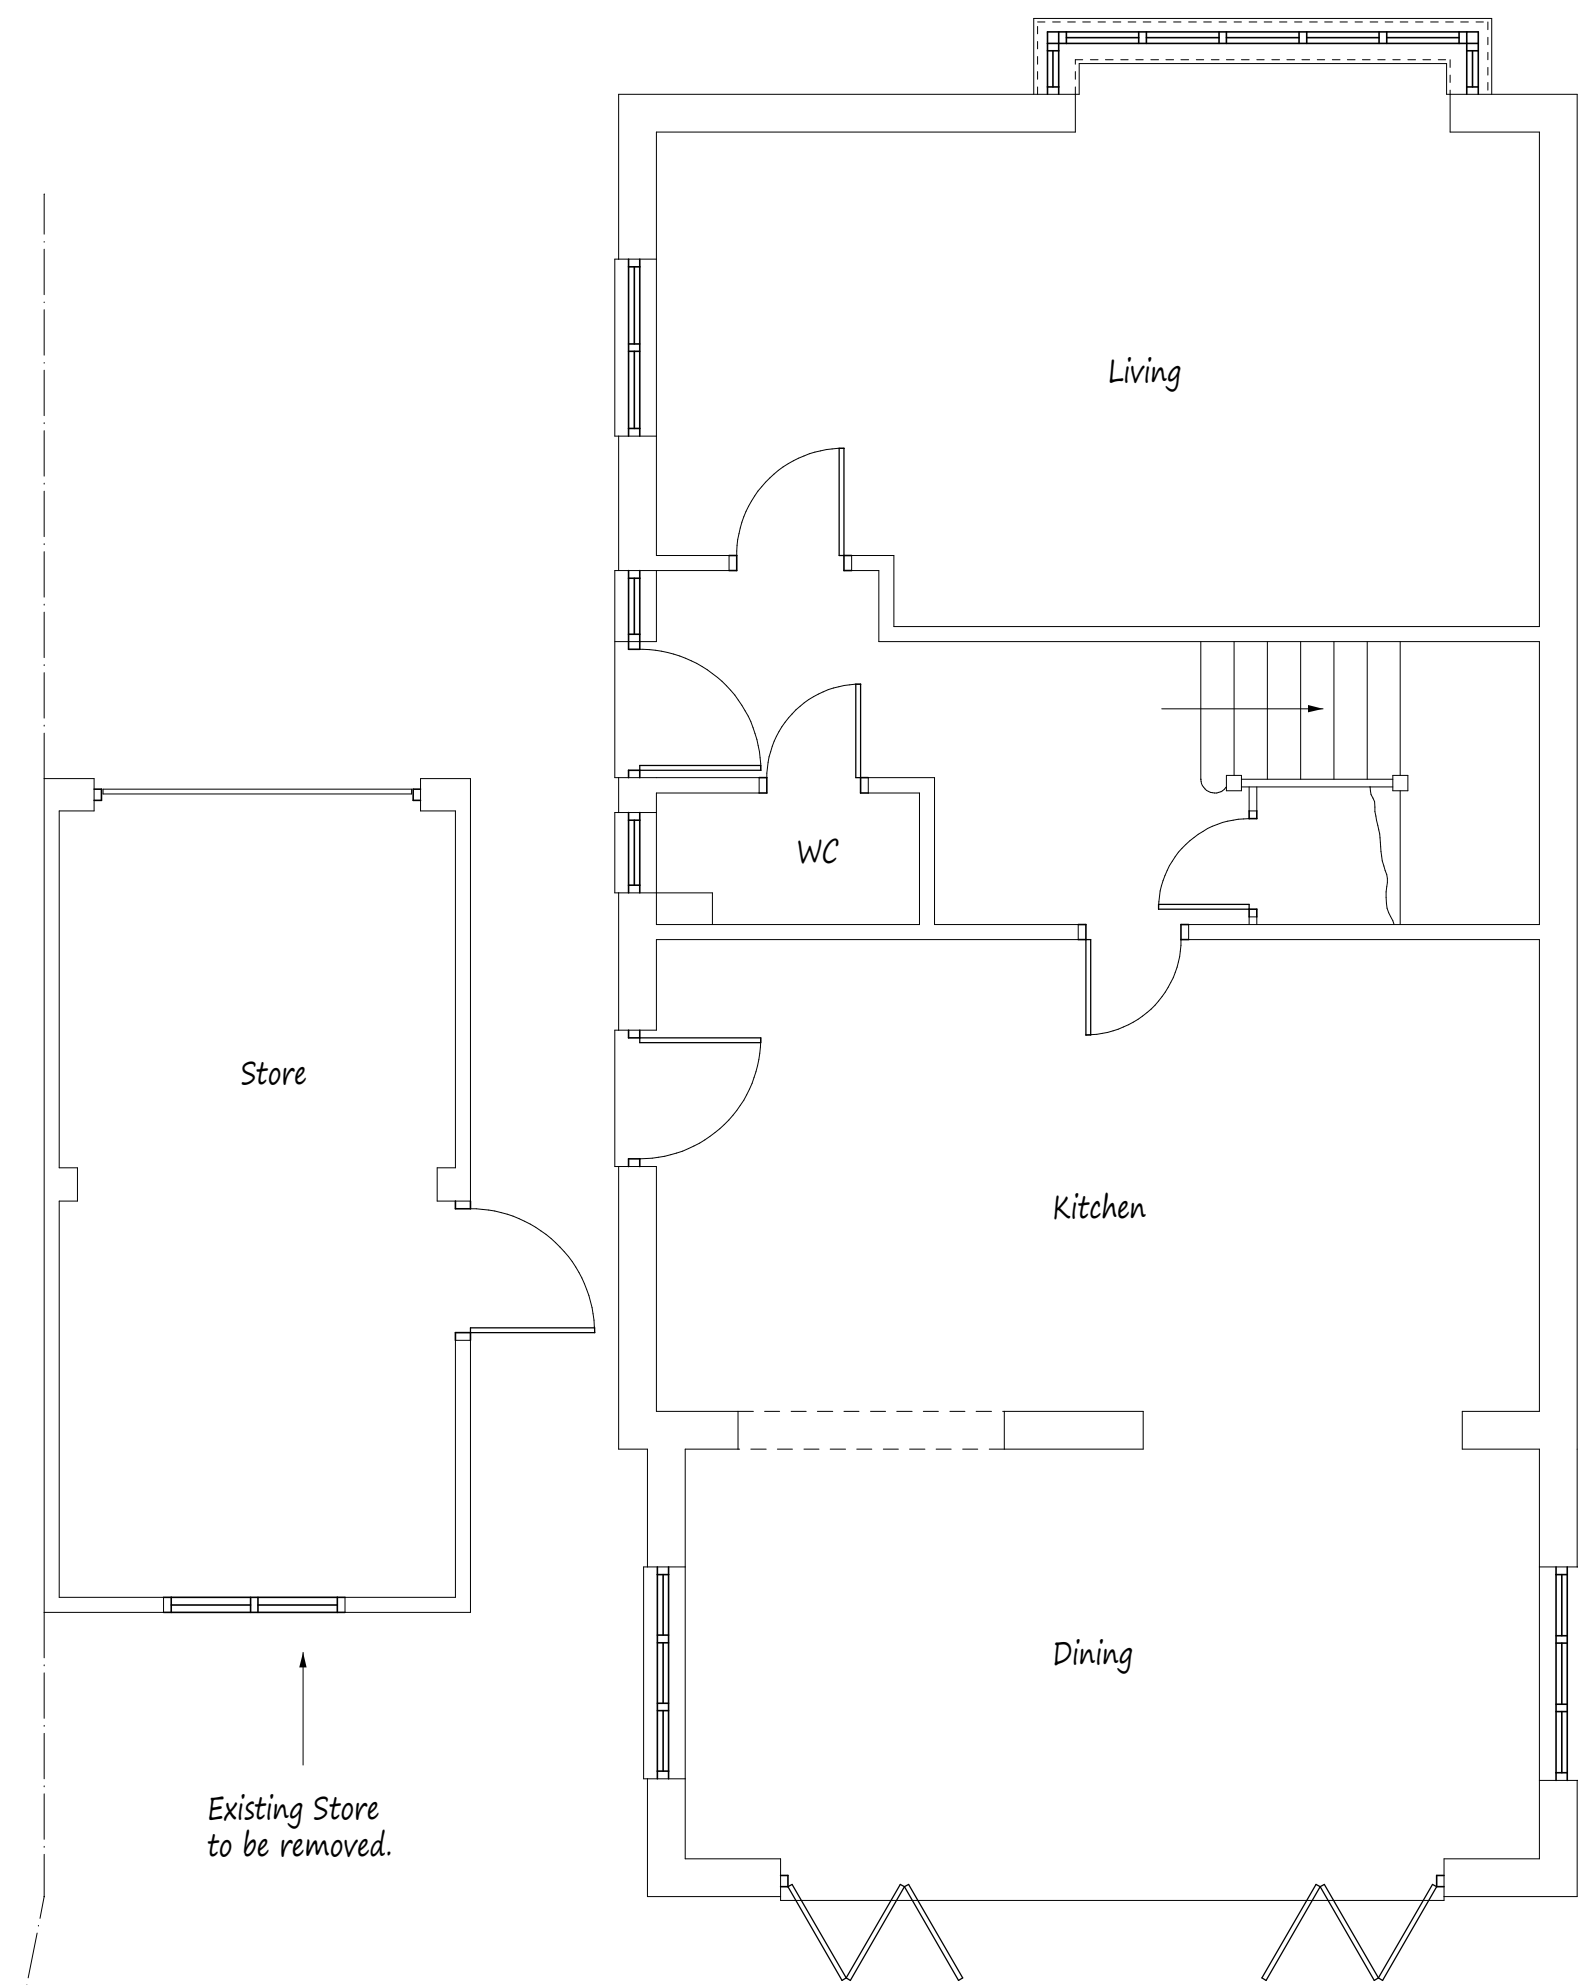 Living
WC
Store
Kitchen
Dining
Existing Store
to be removed.